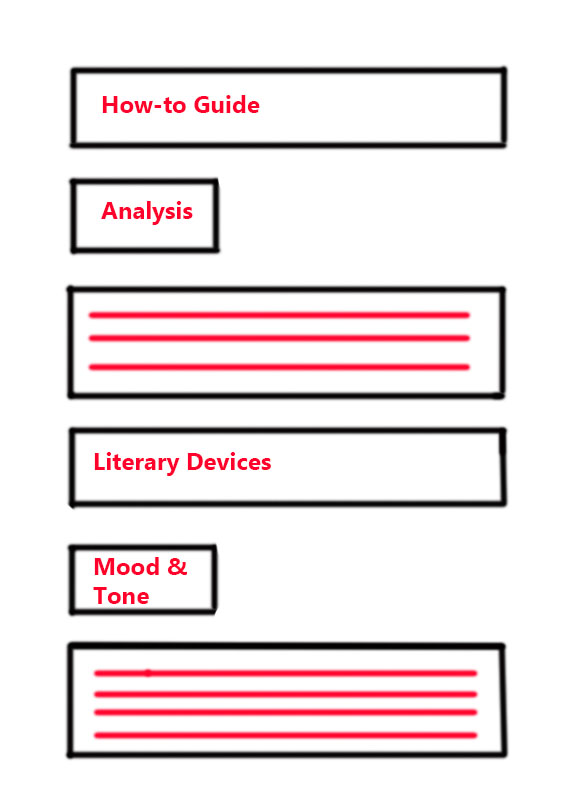 How-to Guide
Analysis
Literary Devices
Mood &
Tone